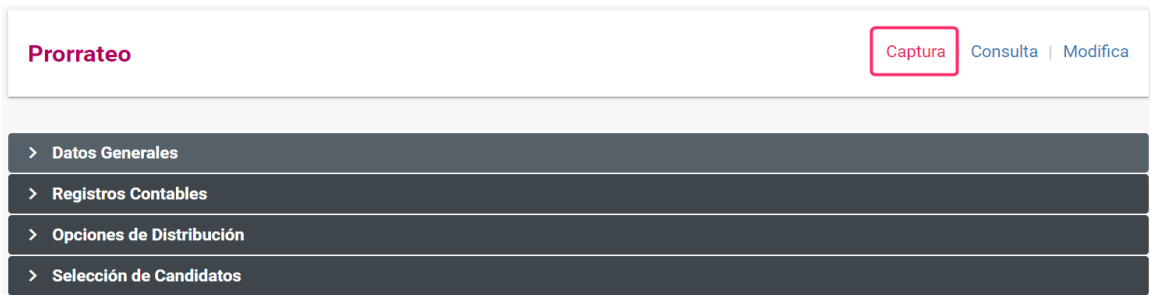 Prorrateo
Captura Consulta | Modifica
> Datos Generales
> Registros Contables
> Opciones de Distribución
> Selección de Candidatos